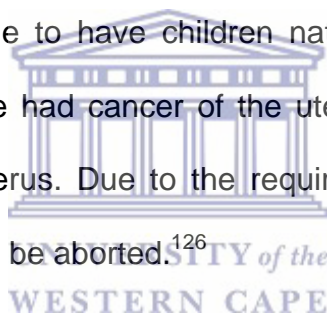 e to have children nat
e had cancer of the ute
erus. Due to the requir
be aborted.126
UNIVERSITY of the
WESTERN CAPE